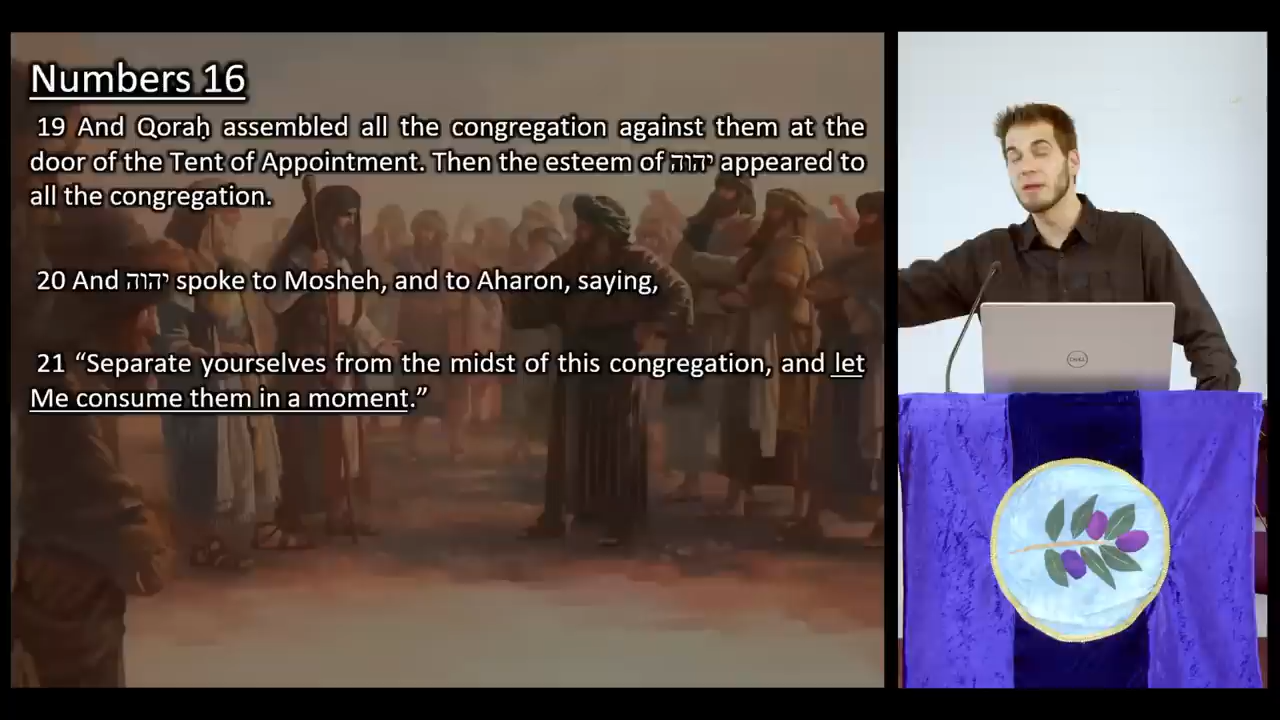 Numbers 16
19 And Qoraḥ assembled all the congregation against them at the
door of the Tent of Appointment. Then the esteem of יהוה appeared to
all the congregation.
20 And יהוה spoke to Mosheh, and to Aharon, saying,
21 “Separate yourselves from the midst of this congregation, and let
Me consume them in a moment.”
DELL